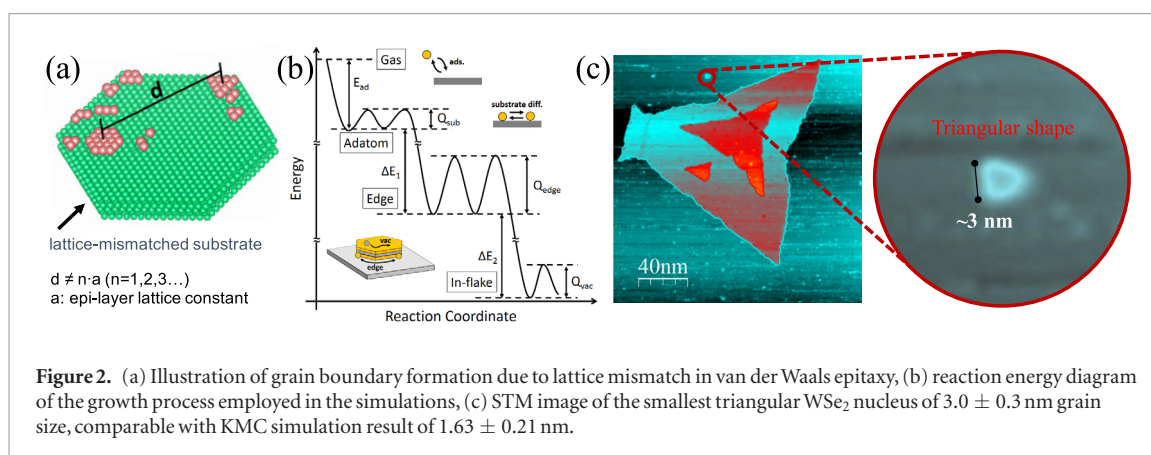 (a)
d
lattice-mismatched substrate
d ≠ n·a (n=1,2,3...)
a: epi-layer lattice constant
(b)
Energy
Gas
ads.
E_ad
substrate diff.
Q_sub
Adatom
ΔE_1
Edge
Q_edge
vac
edge
ΔE_2
In-flake
Q_vac
Reaction Coordinate
(c)
40nm
Triangular shape
~3 nm
Figure 2. (a) Illustration of grain boundary formation due to lattice mismatch in van der Waals epitaxy, (b) reaction energy diagram
of the growth process employed in the simulations, (c) STM image of the smallest triangular WSe₂ nucleus of 3.0 ± 0.3 nm grain
size, comparable with KMC simulation result of 1.63 ± 0.21 nm.